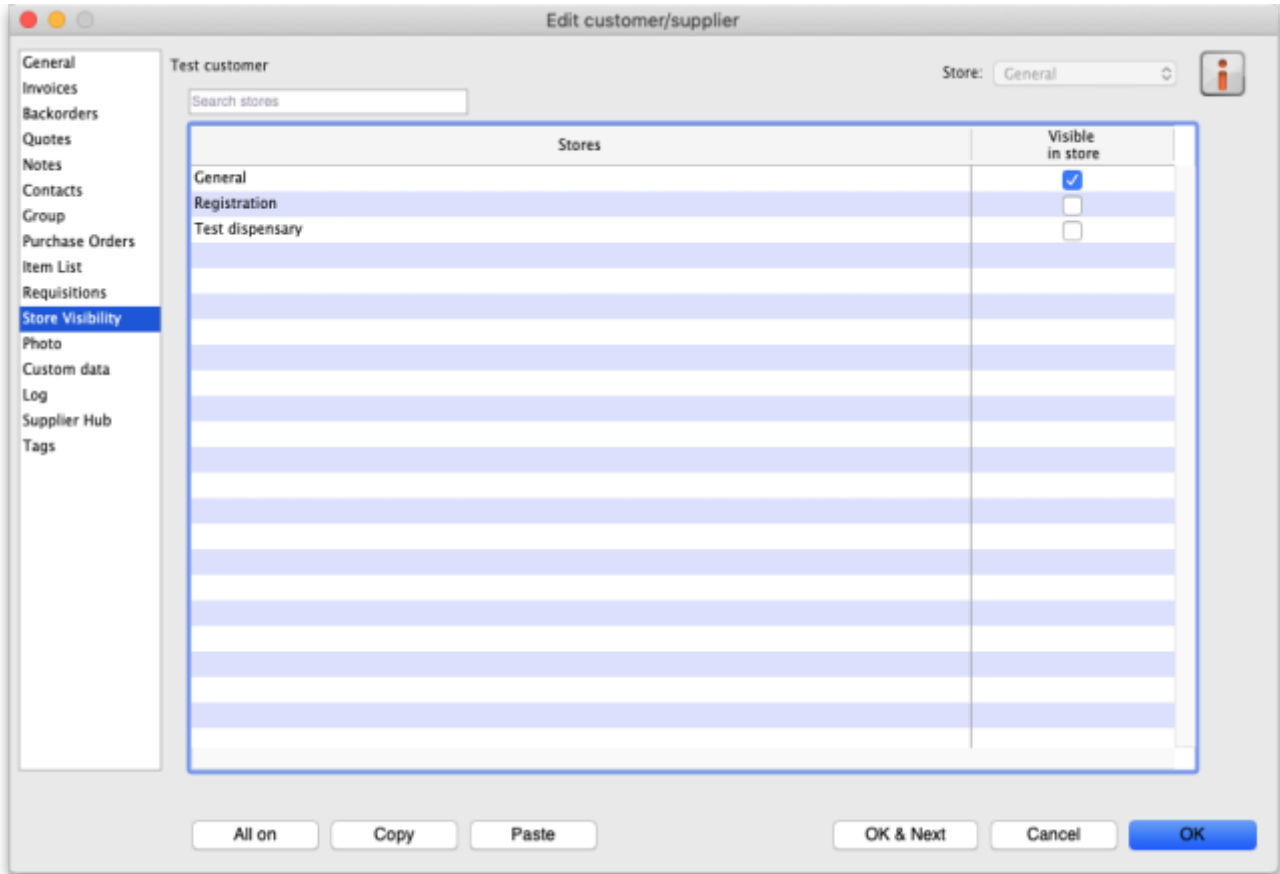 Edit customer/supplier
General
Invoices
Backorders
Quotes
Notes
Contacts
Group
Purchase Orders
Item List
Requisitions
Store Visibility
Photo
Custom data
Log
Supplier Hub
Tags
Test customer
Store: General
Search stores
Stores
Visible
in store
General
Registration
Test dispensary
All on
Copy
Paste
OK & Next
Cancel
OK